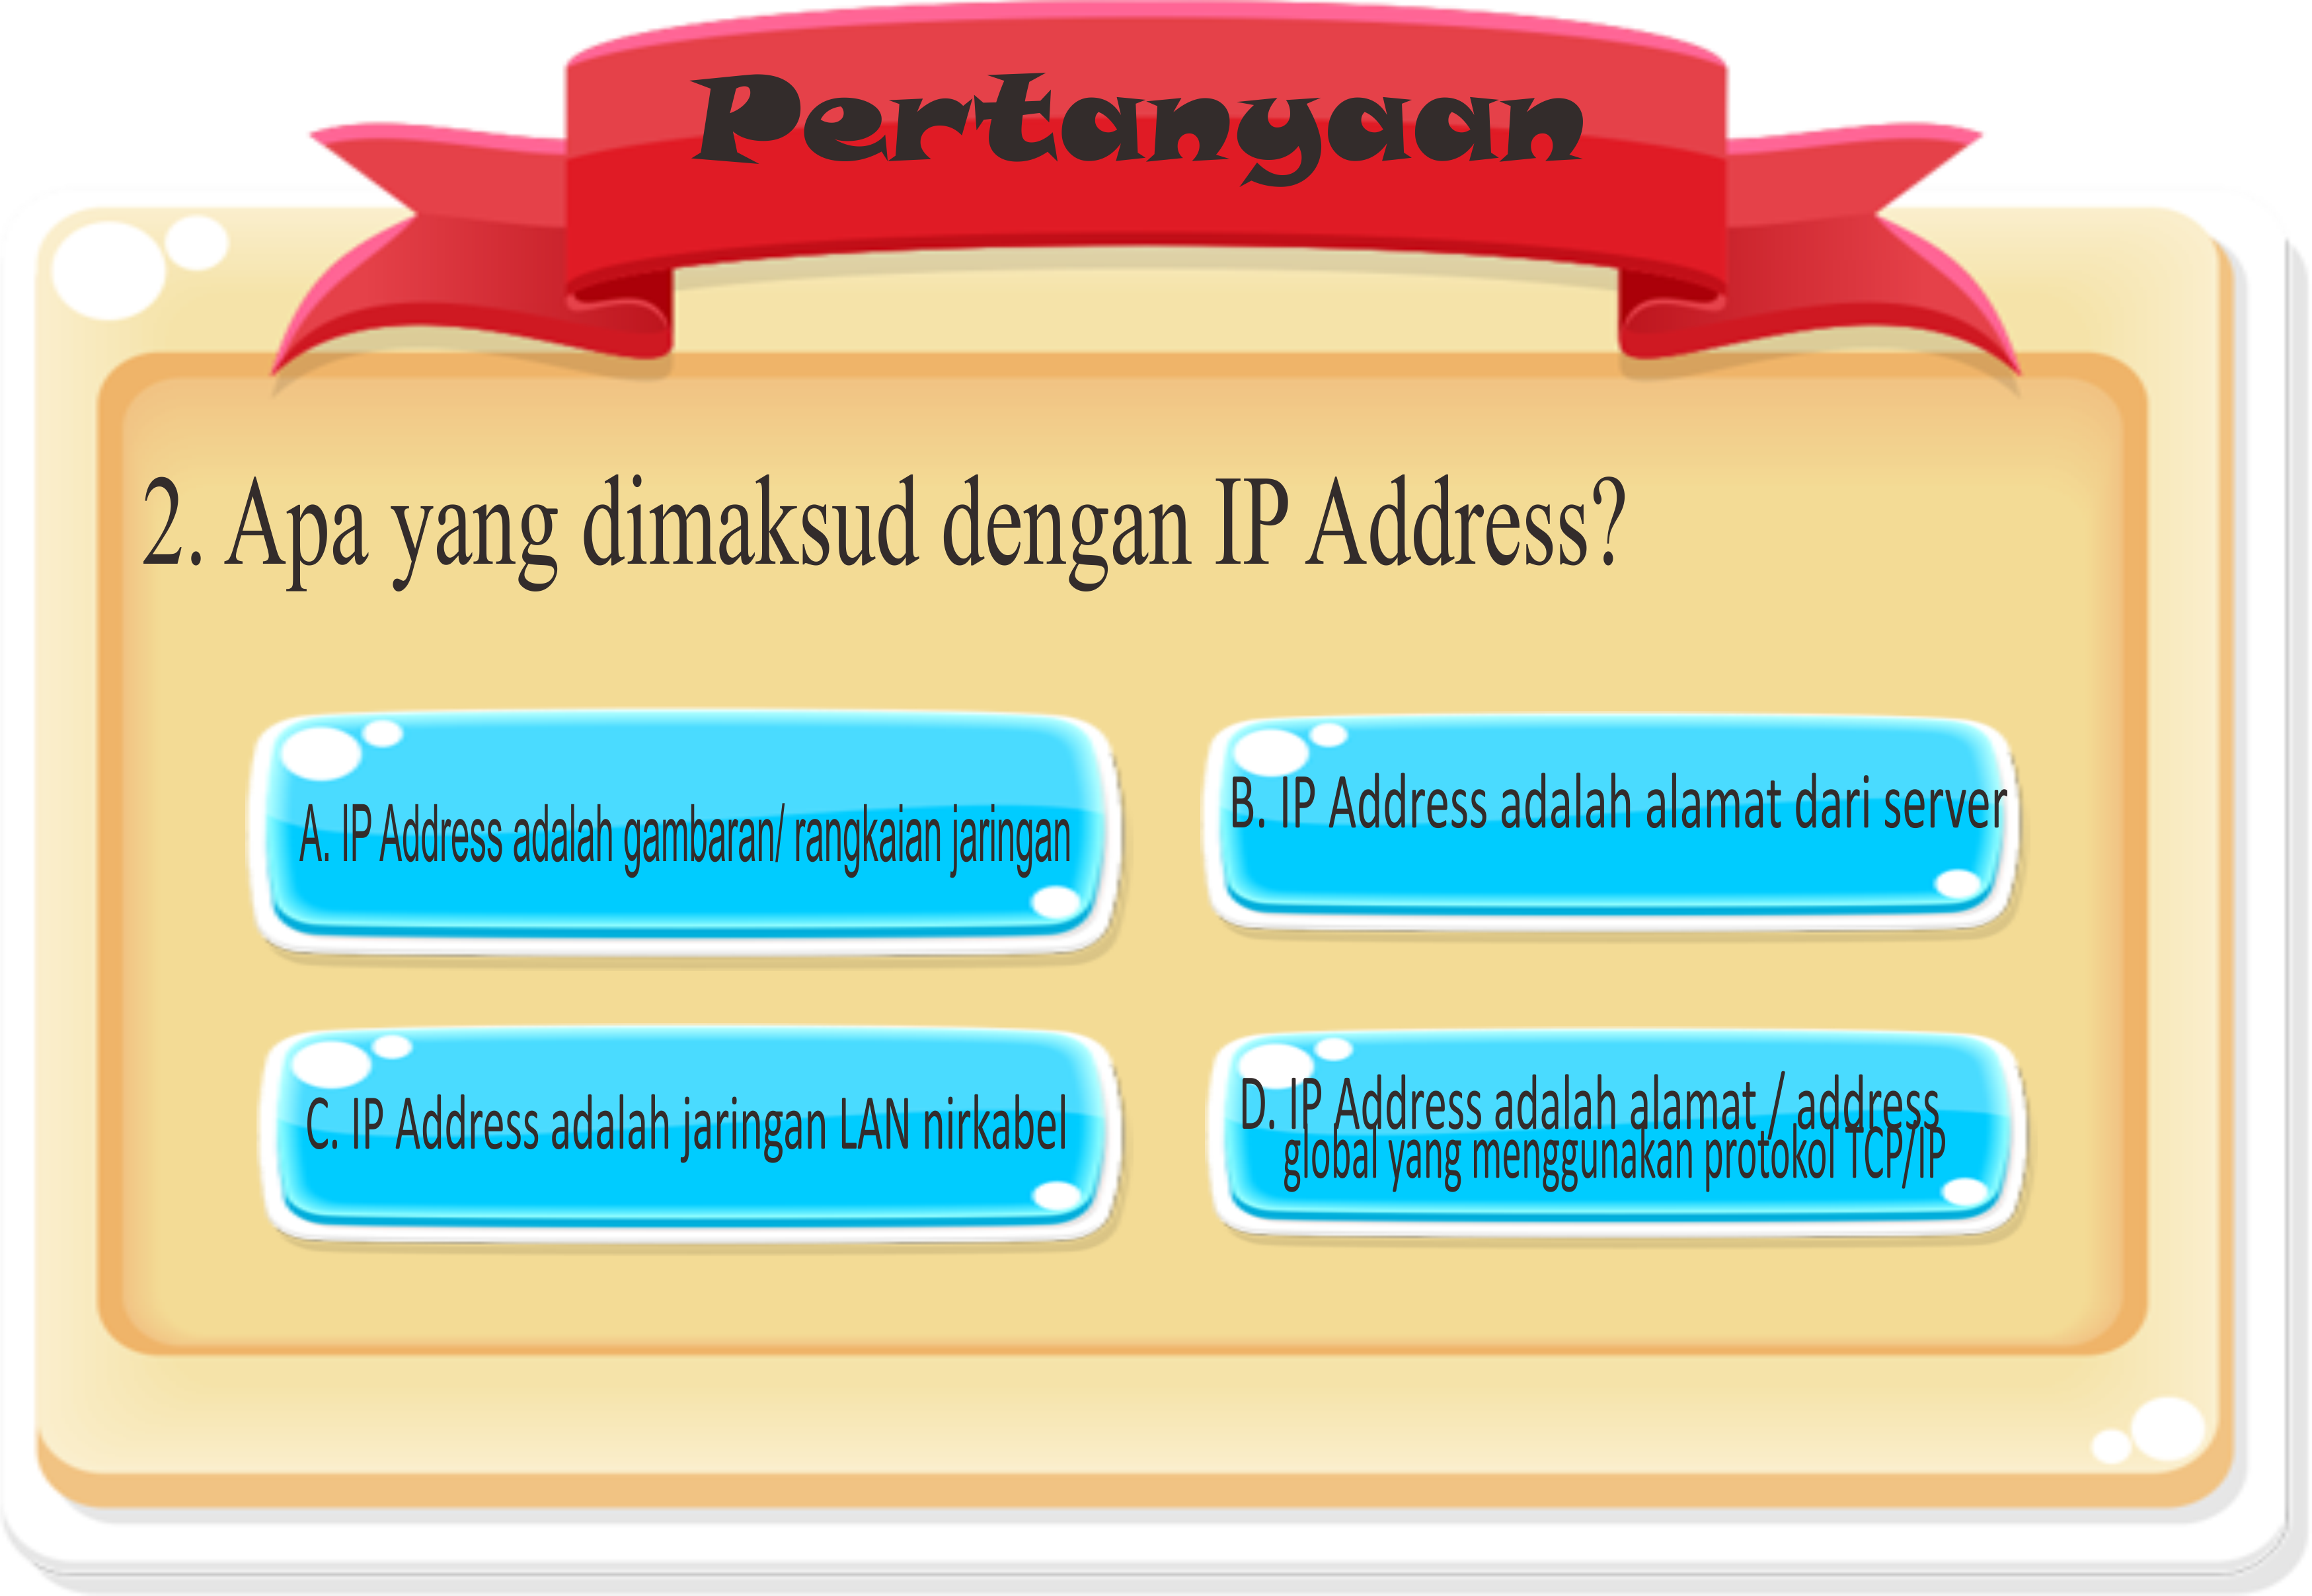 Pertanyaan
2. Apa yang dimaksud dengan IP Address?
A. IP Address adalah gambaran/ rangkaian jaringan
B. IP Address adalah alamat dari server
C. IP Address adalah jaringan LAN nirkabel
D. IP Address adalah alamat / address
global yang menggunakan protokol TCP/IP